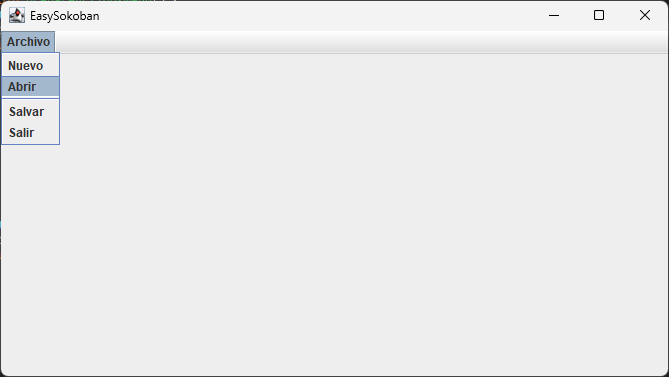 EasySokoban
Archivo
Nuevo
Abrir
Salvar
Salir